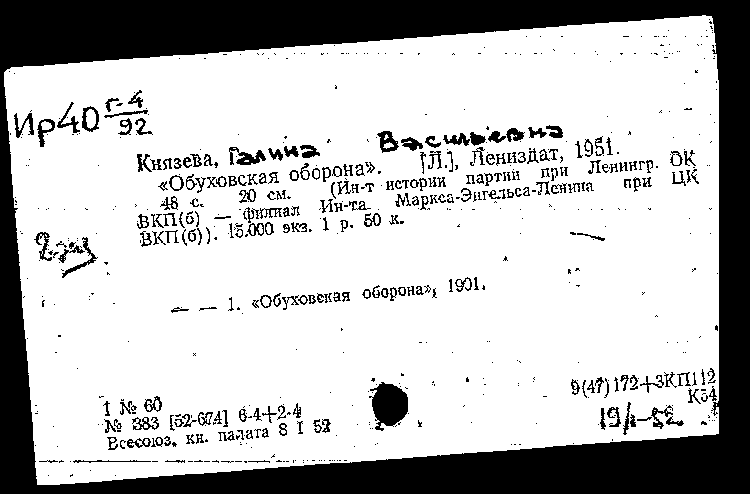 Ир40 г-4/92
Князева, Галина Васильевна
«Обуховская оборона». [Л.], Лениздат, 1951.
48 с. 20 см. (Ин-т истории партии при Ленингр. ОК
ВКП(б) — филиал Ин-та Маркса-Энгельса-Ленина при ЦК
ВКП(б)). 15.000 экз. 1 р. 50 к.
2 экз
— — 1. «Обуховская оборона», 1901.
1 № 60
№ 383 [52-674] 6-4+2-4
Всесоюз. кн. палата 8 I 52
9(47)172+3КП112
К54